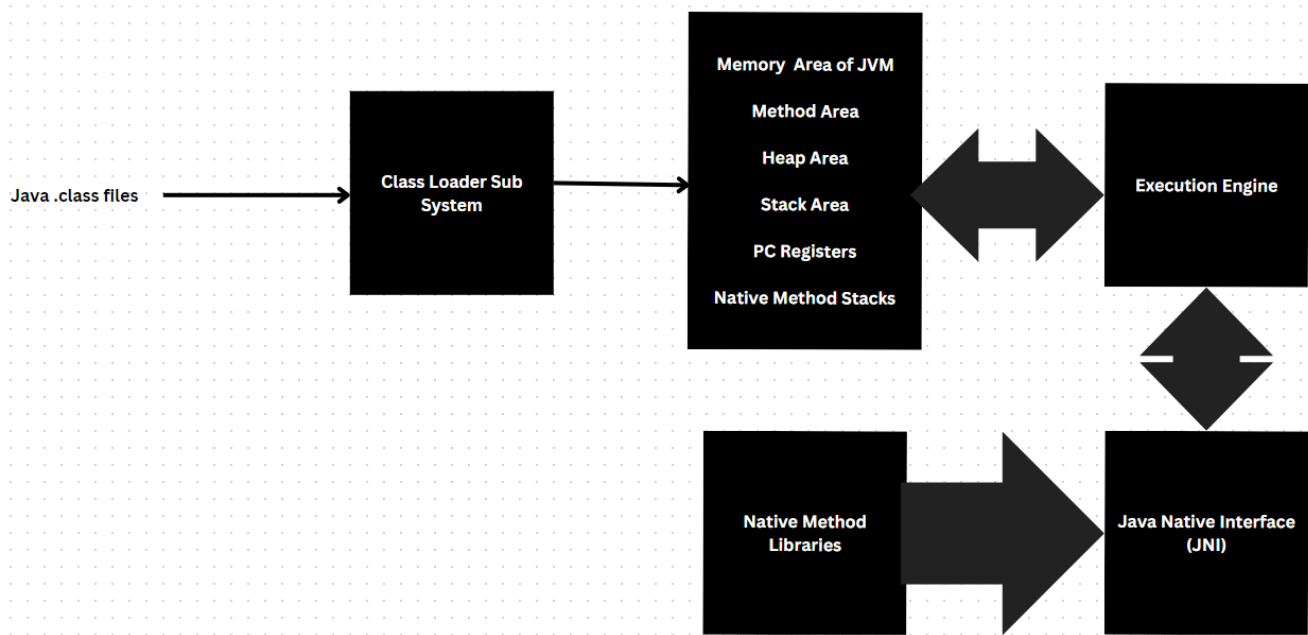 Java .class files
Class Loader Sub
System
Memory Area of JVM
Method Area
Heap Area
Stack Area
PC Registers
Native Method Stacks
Execution Engine
Native Method
Libraries
Java Native Interface
(JNI)